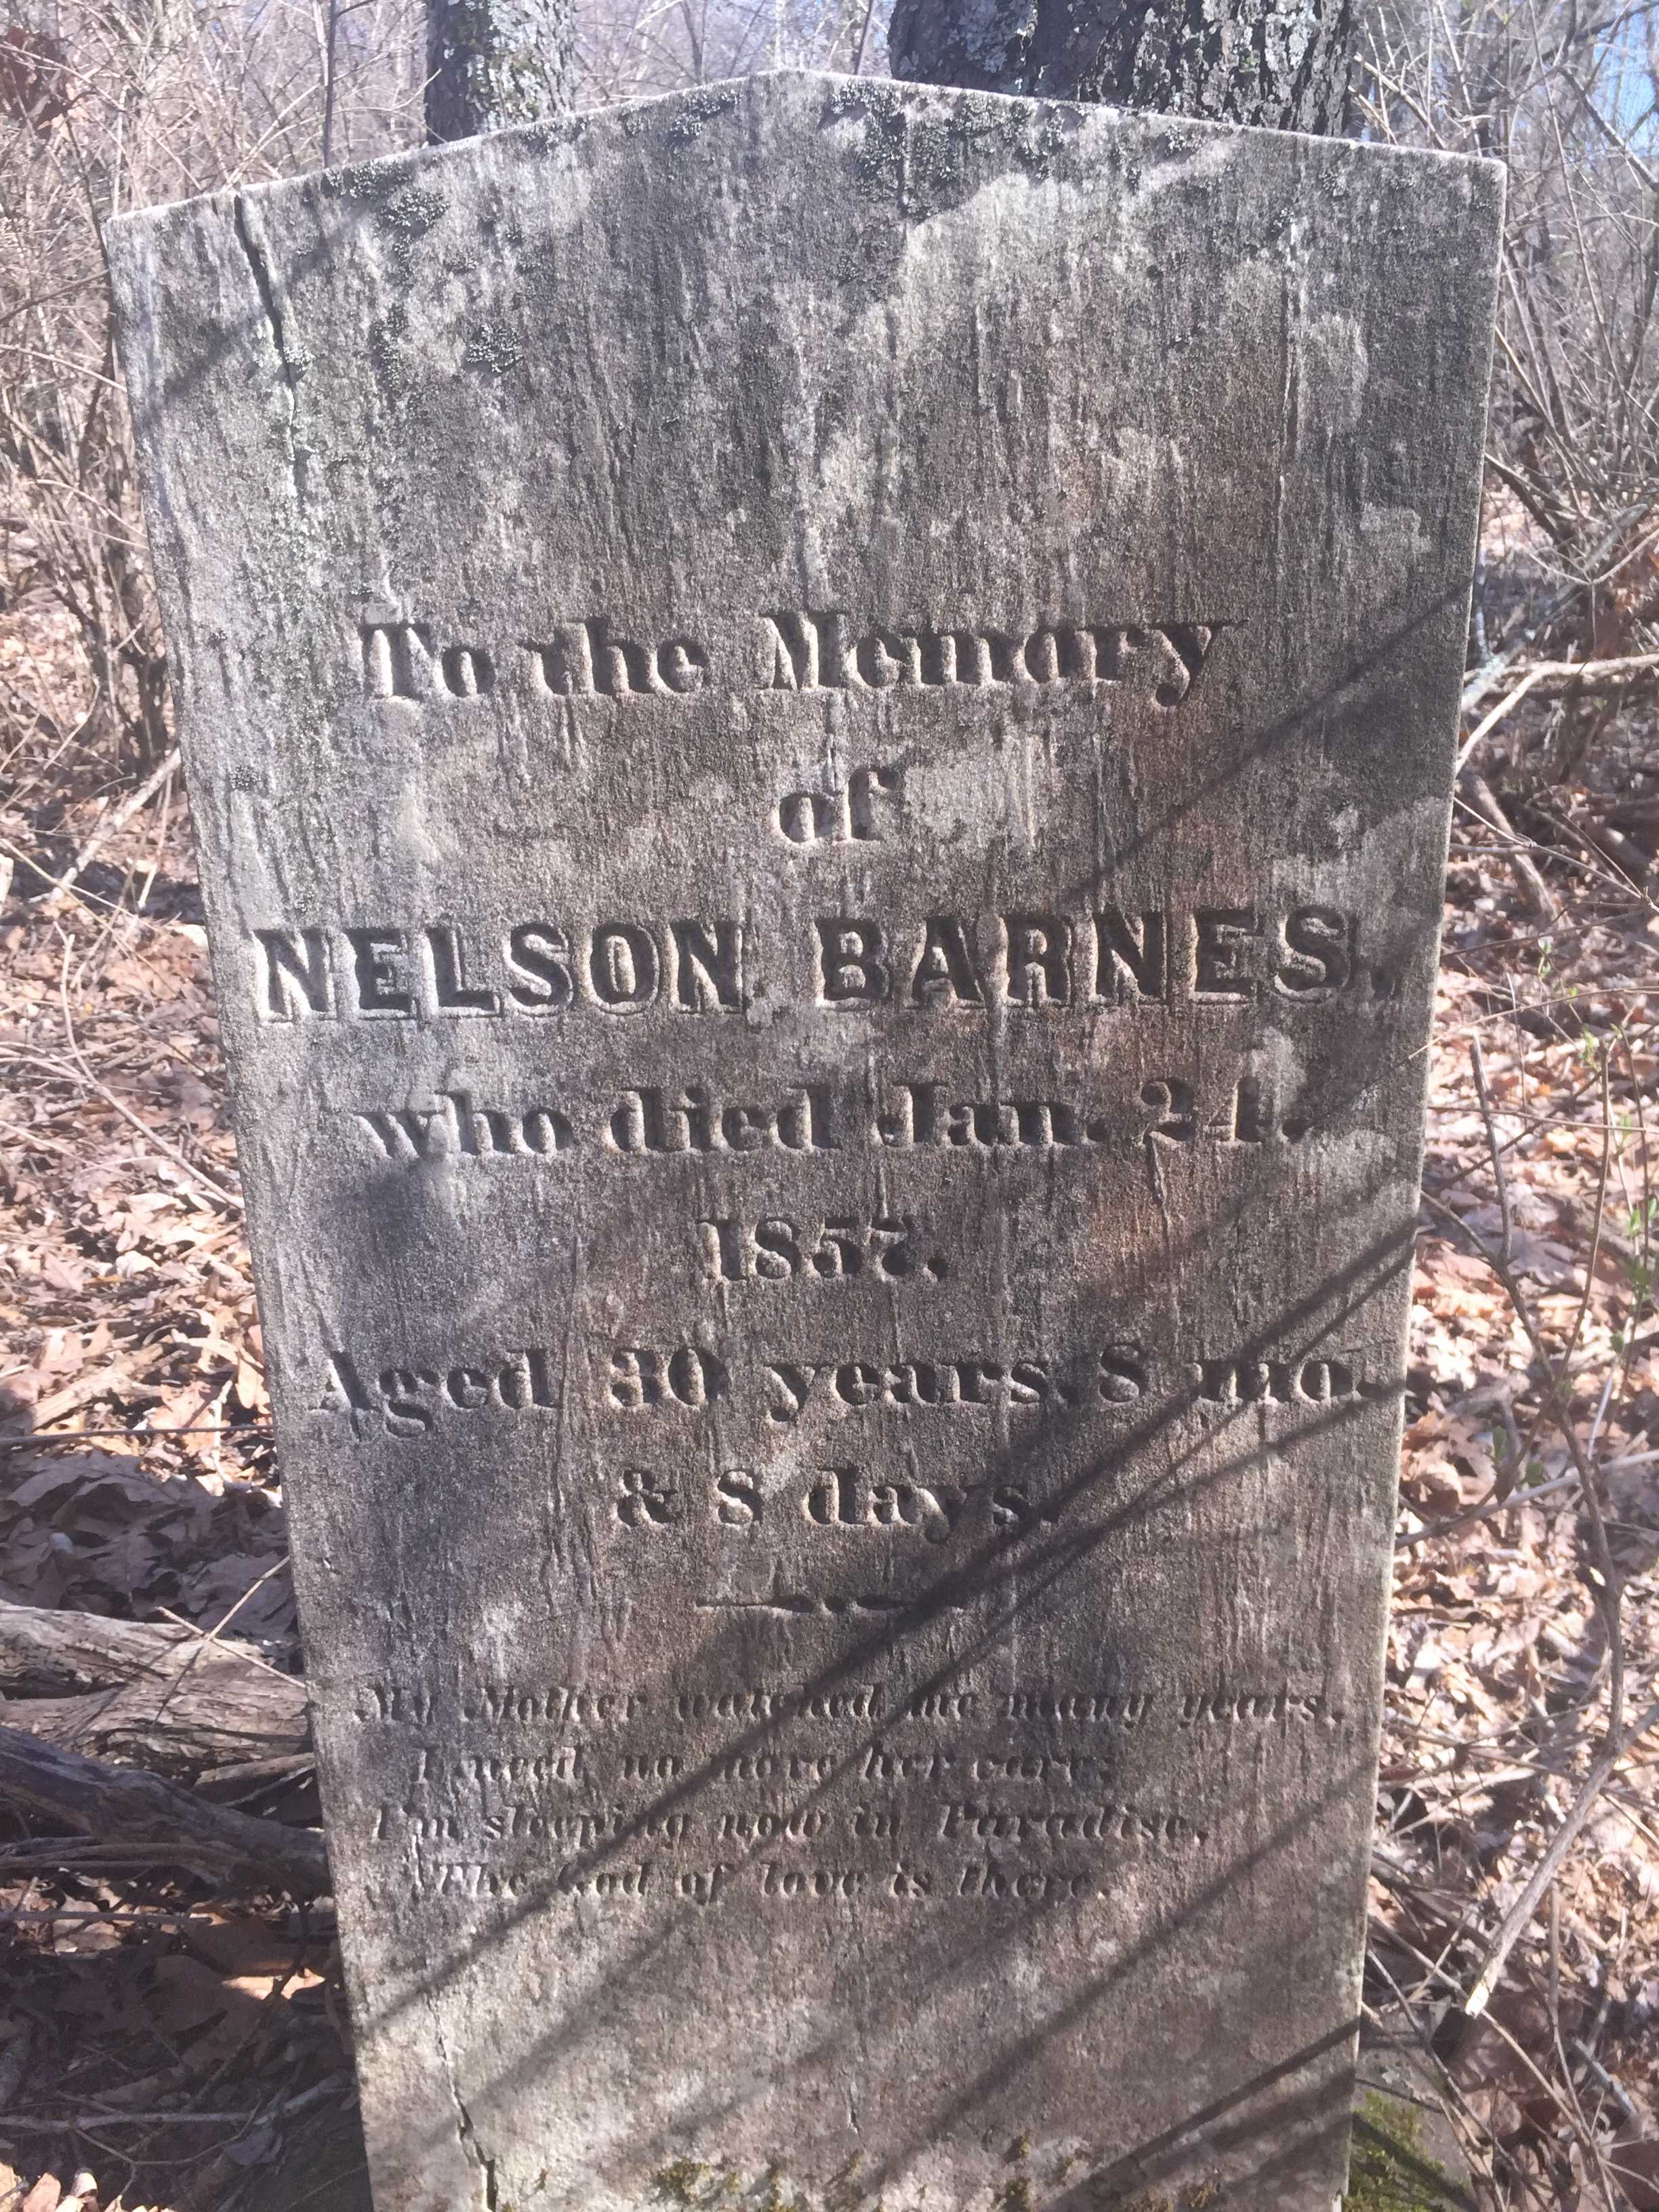 To the Memory
of
NELSON BARNES,
who died Jan. 24.
1857.
Aged 30 years, 8 mo.
& 8 days.
My Mother watched me many years,
I need no more her care;
I'm sleeping now in Paradise,
The God of love is there.